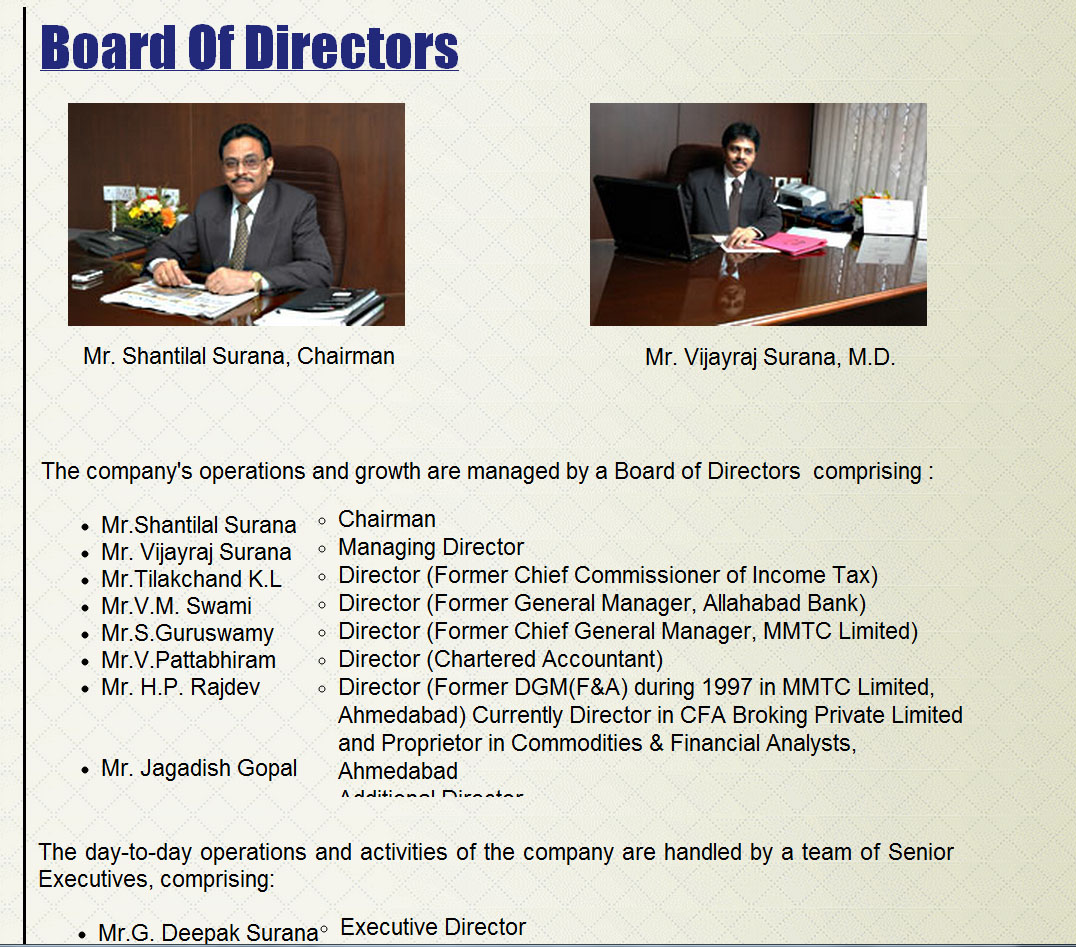 Board Of Directors
Mr. Shantilal Surana, Chairman
Mr. Vijayraj Surana, M.D.
The company's operations and growth are managed by a Board of Directors comprising :
Mr.Shantilal Surana
Chairman
Mr. Vijayraj Surana
Managing Director
Mr.Tilakchand K.L
Director (Former Chief Commissioner of Income Tax)
Mr.V.M. Swami
Director (Former General Manager, Allahabad Bank)
Mr.S.Guruswamy
Director (Former Chief General Manager, MMTC Limited)
Mr.V.Pattabhiram
Director (Chartered Accountant)
Mr. H.P. Rajdev
Director (Former DGM(F&A) during 1997 in MMTC Limited,
Ahmedabad) Currently Director in CFA Broking Private Limited
and Proprietor in Commodities & Financial Analysts,
Ahmedabad
Mr. Jagadish Gopal
Additional Director
The day-to-day operations and activities of the company are handled by a team of Senior
Executives, comprising:
Mr.G. Deepak Surana
Executive Director